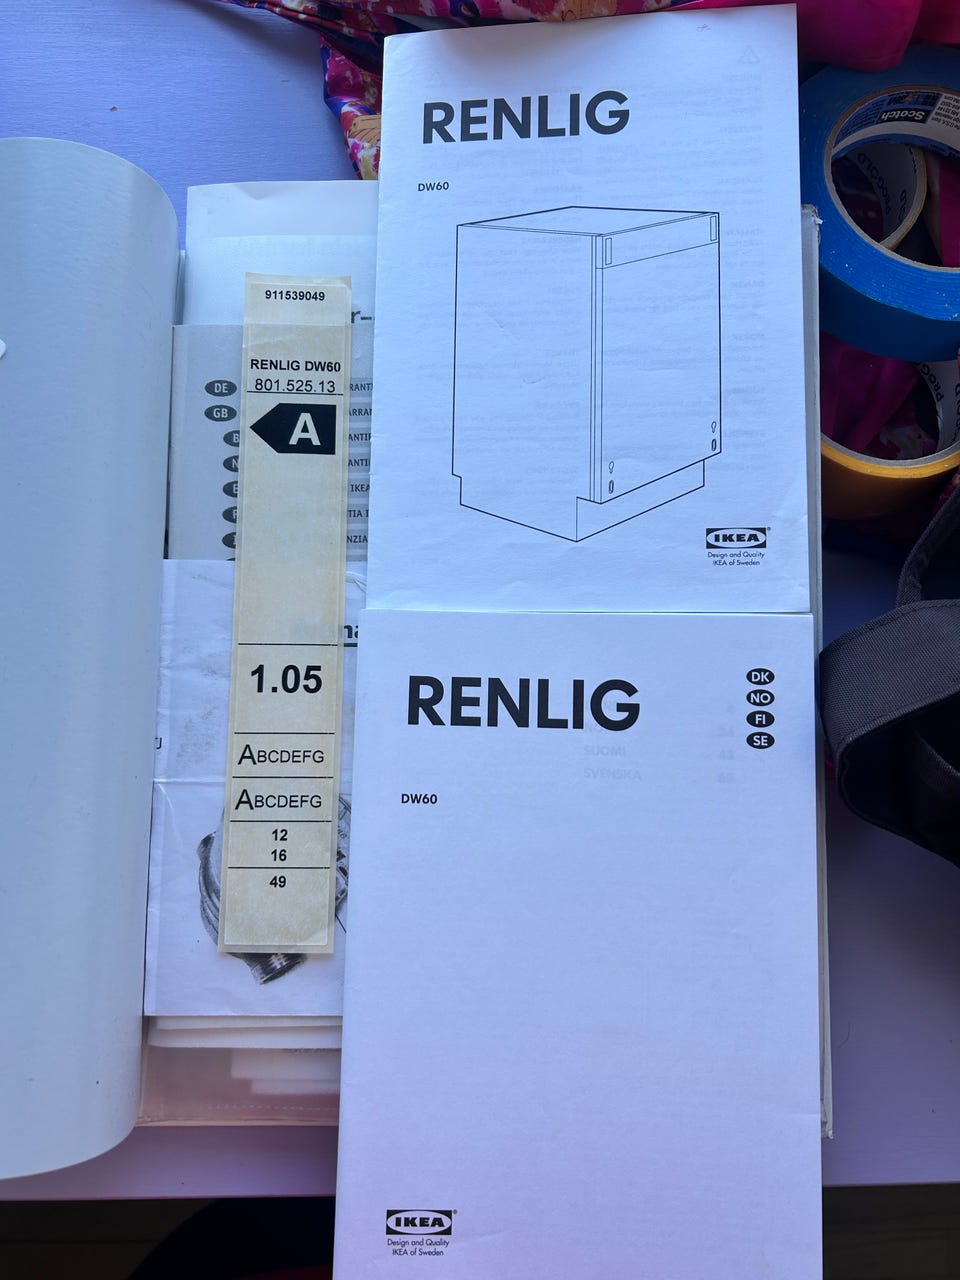 RENLIG
DW60
IKEA®
Design and Quality
IKEA of Sweden
911539049
RENLIG DW60
801.525.13
A
1.05
ABCDEFG
ABCDEFG
12
16
49
DE
GB
IKEA
RENLIG
DK
NO
FI
SE
SUOMI
SVENSKA
DW60
IKEA®
Design and Quality
IKEA of Sweden
Scotch
PROGOLD